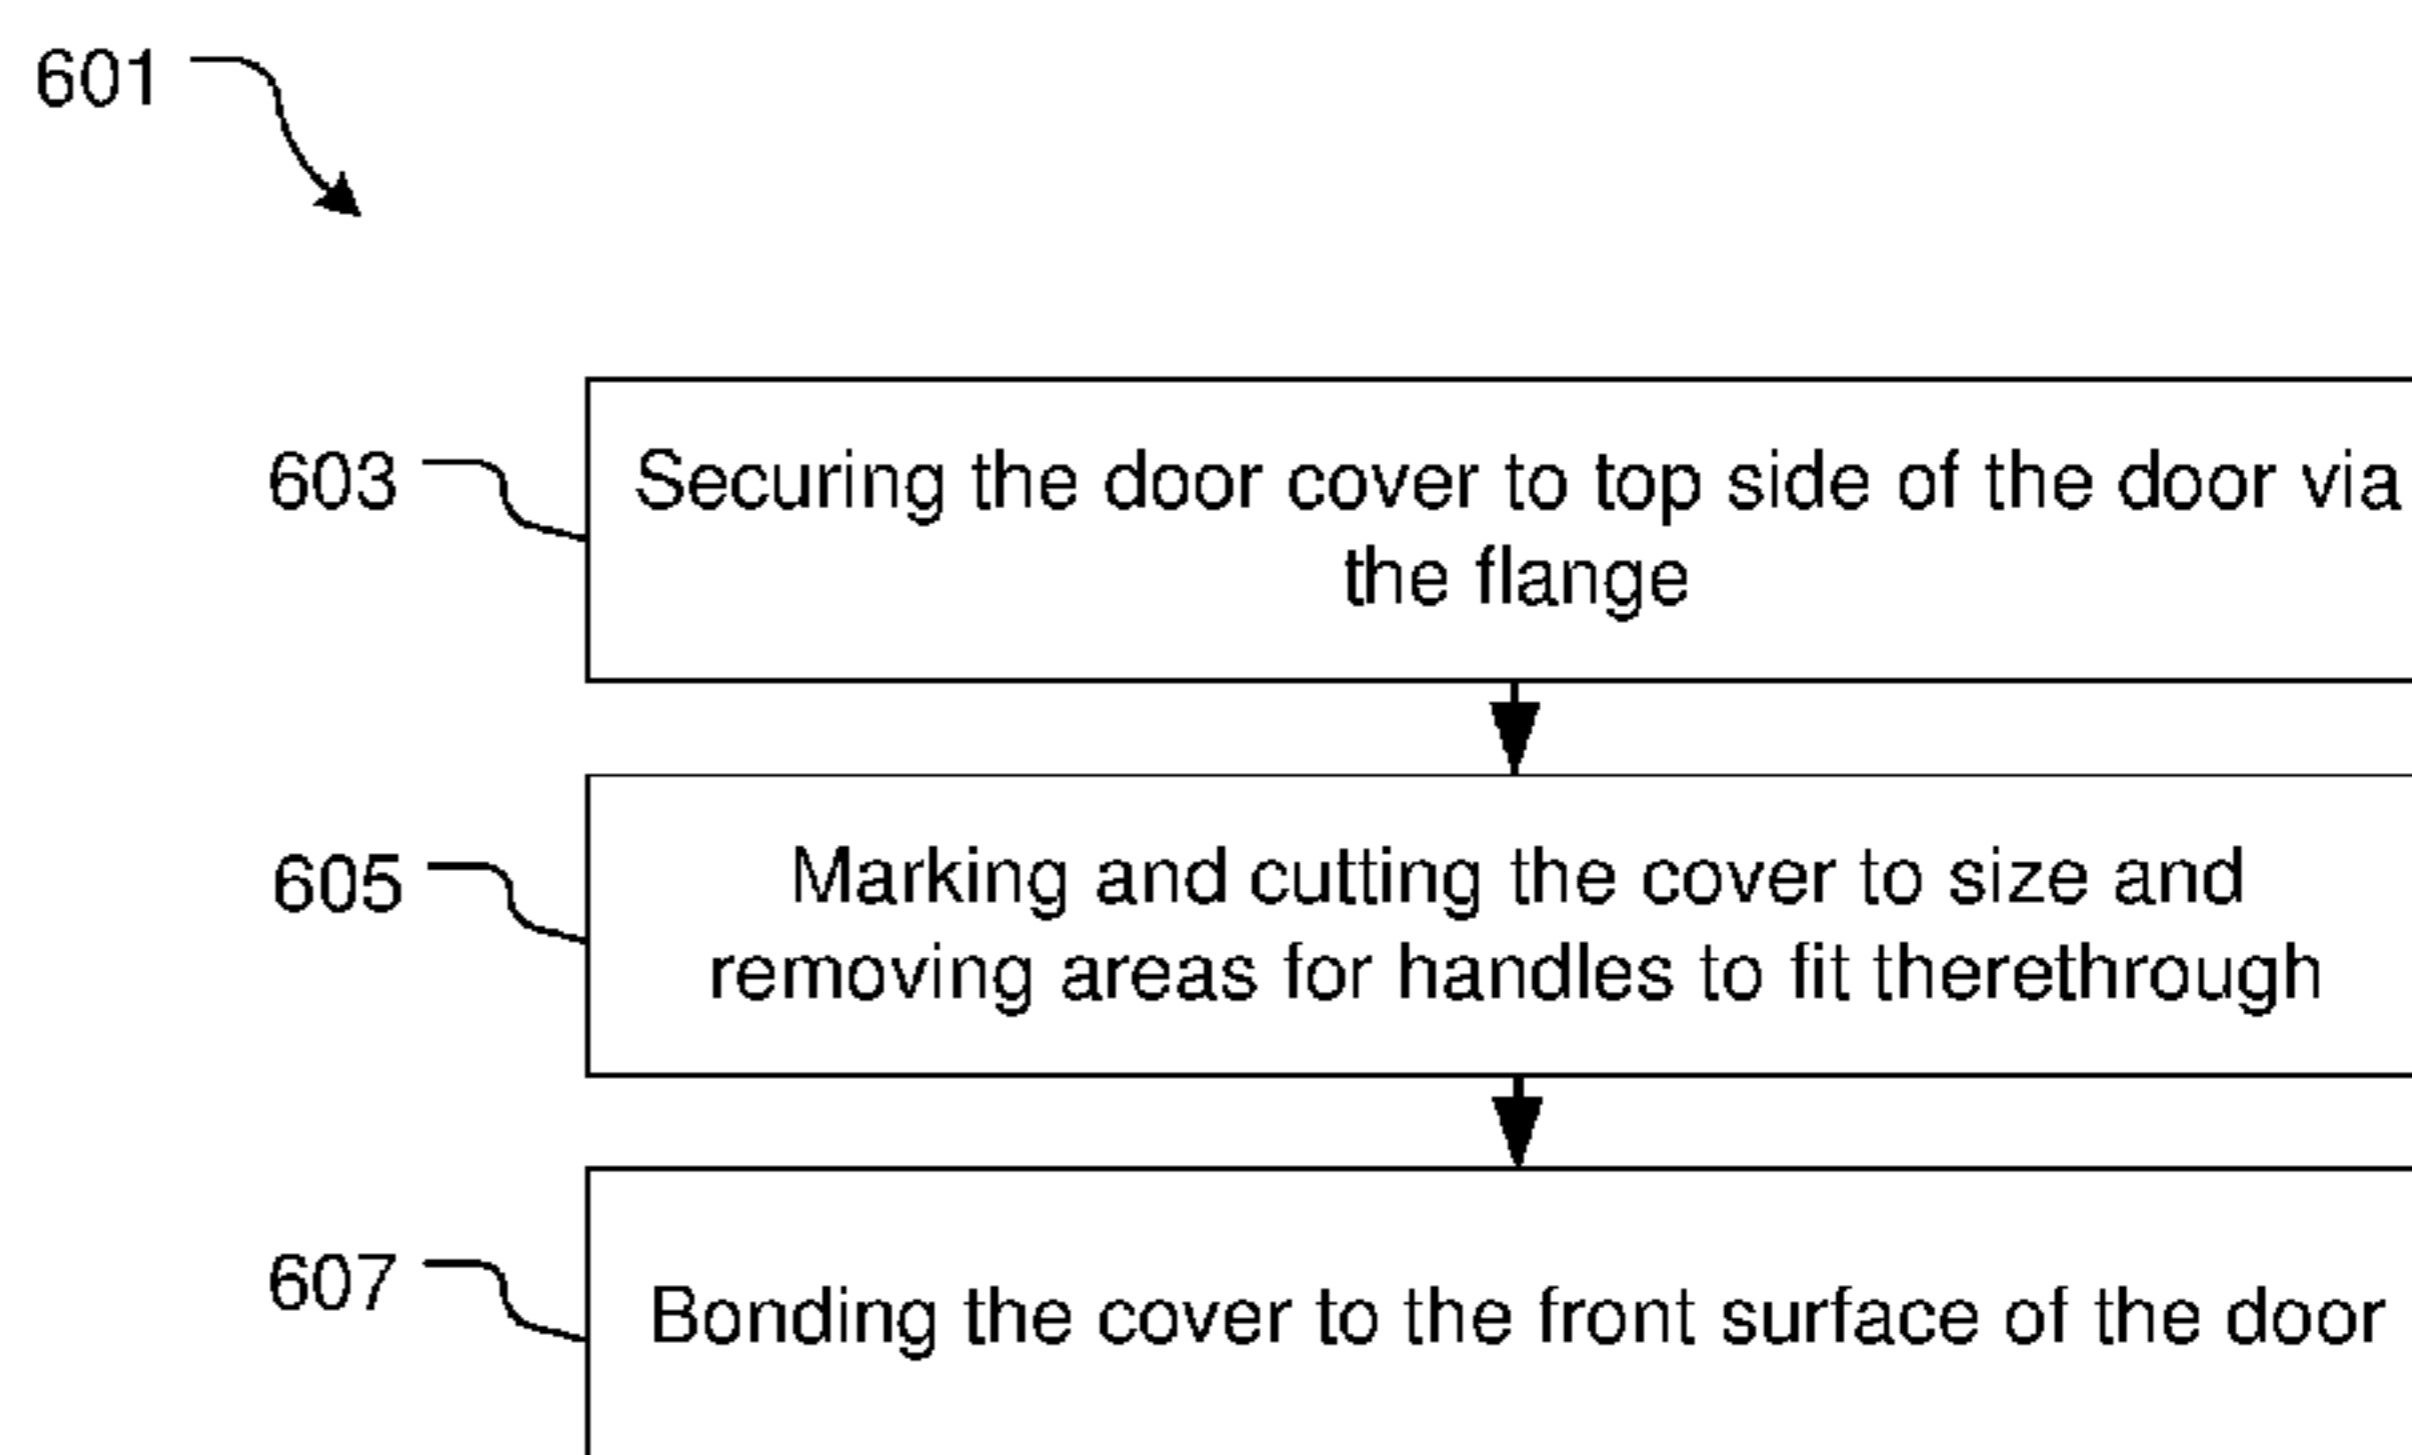 601
603
Securing the door cover to top side of the door via
the flange
605
Marking and cutting the cover to size and
removing areas for handles to fit therethrough
607
Bonding the cover to the front surface of the door